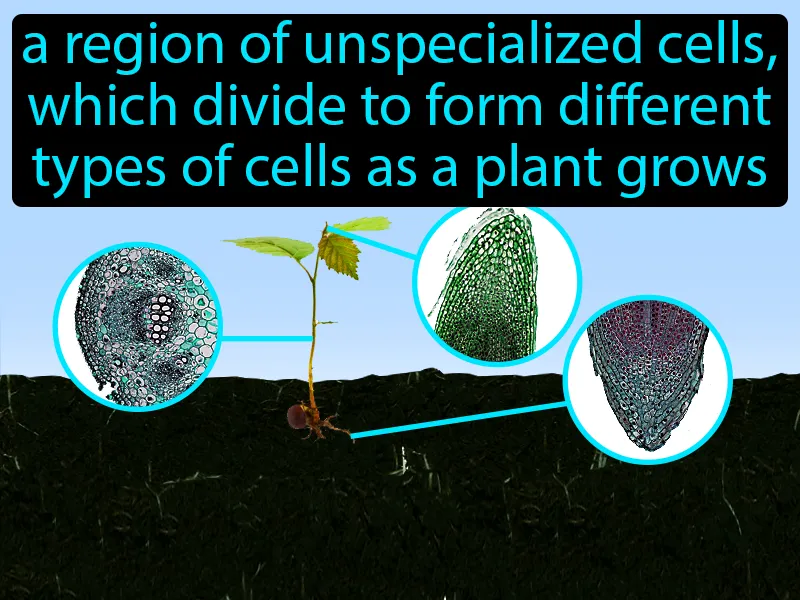 a region of unspecialized cells,
which divide to form different
types of cells as a plant grows